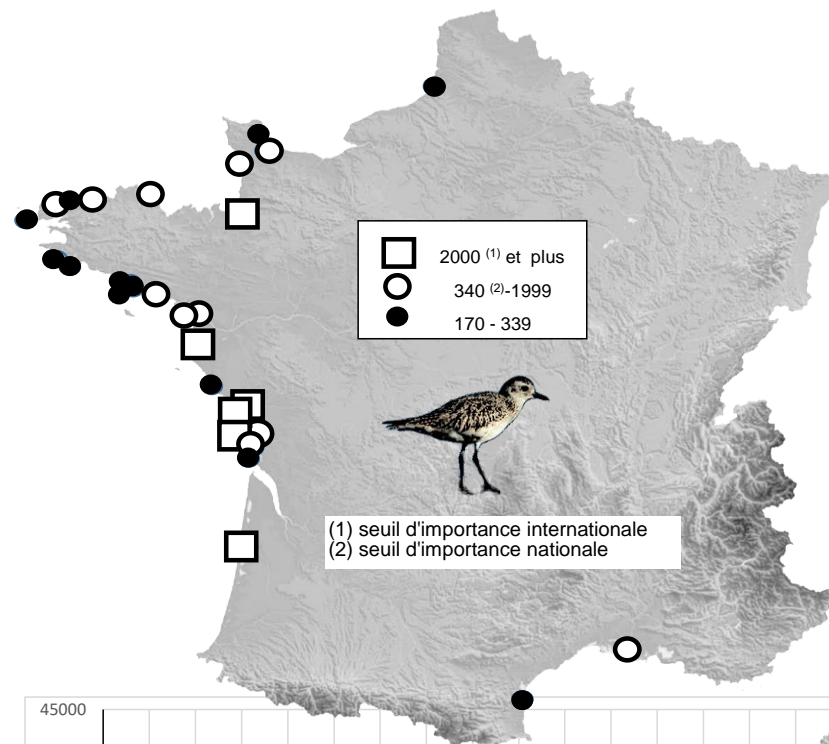 2000 (1) et plus
340 (2)-1999
170 - 339
(1) seuil d'importance internationale
(2) seuil d'importance nationale
45000